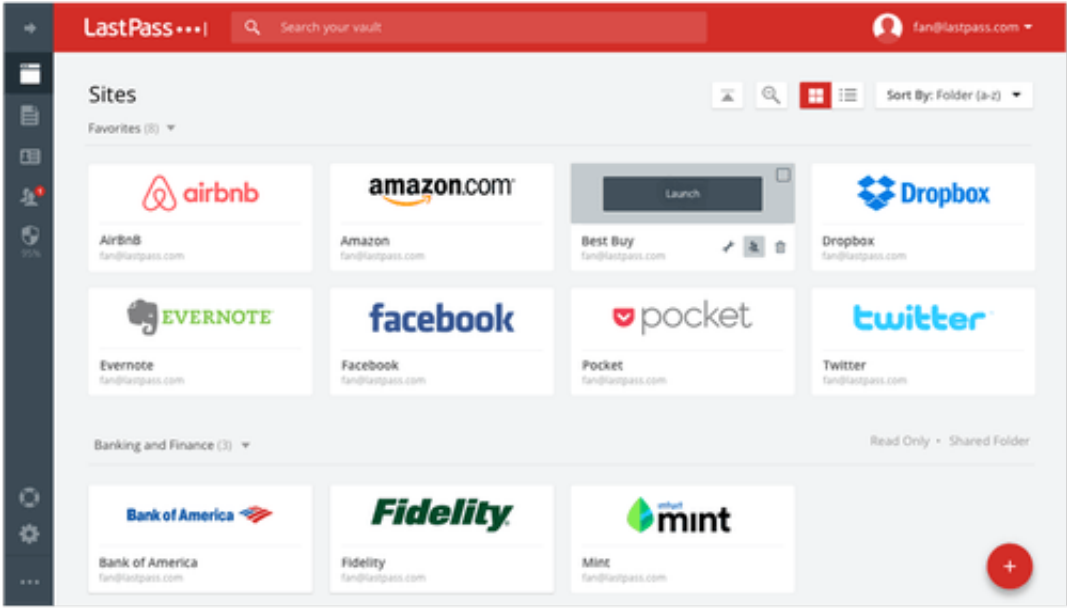 LastPass •••|
Search your vault
fan@lastpass.com
Sites
Sort By: Folder (a-z)
Favorites (8)
1
95%
airbnb
AirBnB
fan@lastpass.com
amazon.com
Amazon
fan@lastpass.com
Launch
Best Buy
fan@lastpass.com
Dropbox
Dropbox
fan@lastpass.com
EVERNOTE
Evernote
fan@lastpass.com
facebook
Facebook
fan@lastpass.com
pocket
Pocket
fan@lastpass.com
twitter
Twitter
fan@lastpass.com
Banking and Finance (3)
Read Only • Shared Folder
Bank of America
Bank of America
fan@lastpass.com
Fidelity
Fidelity
fan@lastpass.com
intuit
mint
Mint
fan@lastpass.com
+